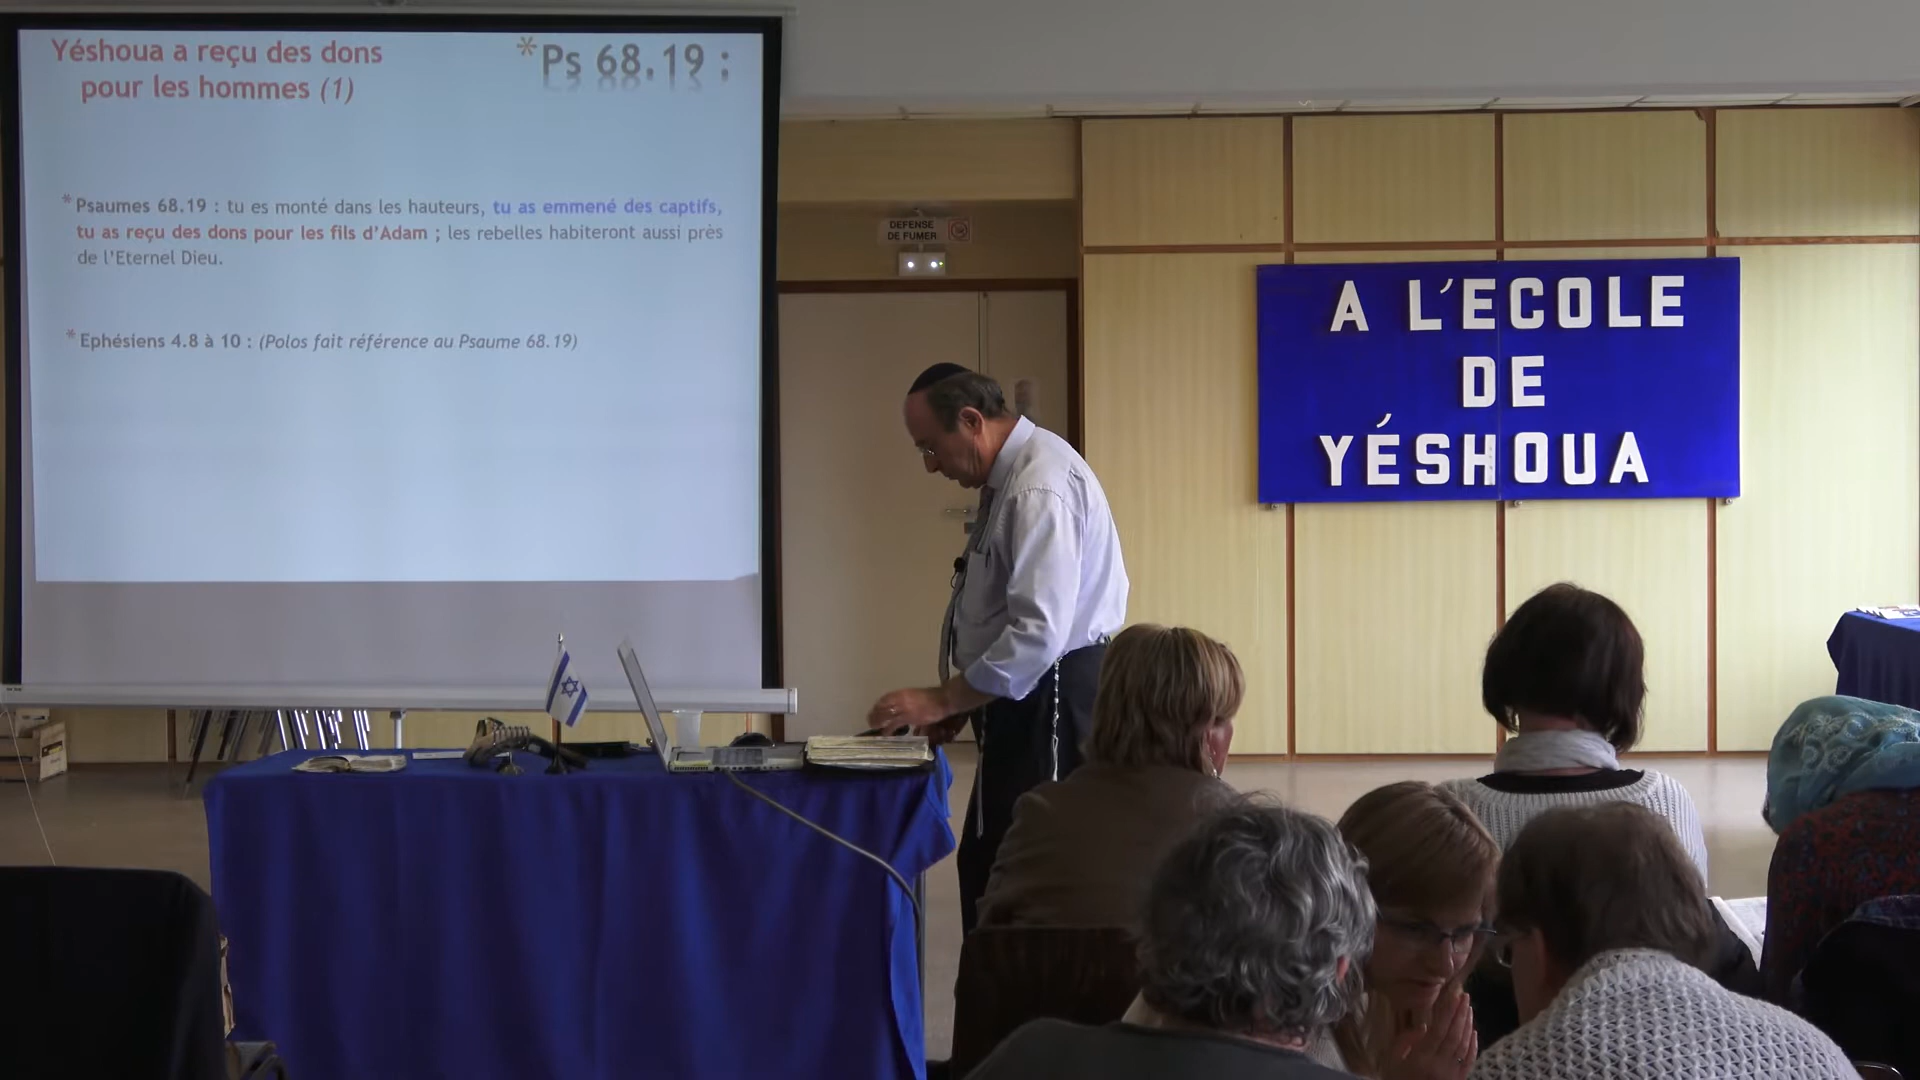 Yéshoua a reçu des dons
pour les hommes (1)
*Ps 68.19 :
*Psaumes 68.19 : tu es monté dans les hauteurs, tu as emmené des captifs,
tu as reçu des dons pour les fils d'Adam ; les rebelles habiteront aussi près
de l'Eternel Dieu.
*Ephésiens 4.8 à 10 : (Polos fait référence au Psaume 68.19)
DEFENSE
DE FUMER
A L'ECOLE
DE
YÉSHOUA